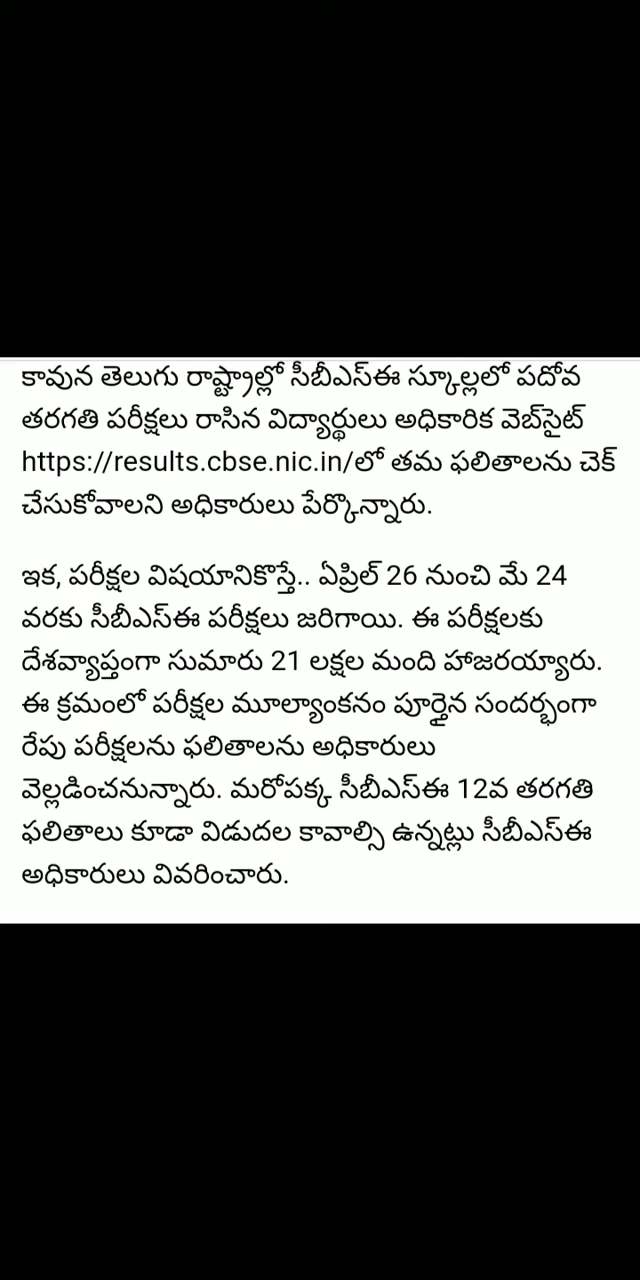 కావున తెలుగు రాష్ట్రాల్లో సీబీఎస్ఈ స్కూల్లలో పదోవ
తరగతి పరీక్షలు రాసిన విద్యార్థులు అధికారిక వెబ్‌సైట్
https://results.cbse.nic.in/లో తమ ఫలితాలను చెక్
చేసుకోవాలని అధికారులు పేర్కొన్నారు.
ఇక, పరీక్షల విషయానికొస్తే.. ఏప్రిల్ 26 నుంచి మే 24
వరకు సీబీఎస్ఈ పరీక్షలు జరిగాయి. ఈ పరీక్షలకు
దేశవ్యాప్తంగా సుమారు 21 లక్షల మంది హాజరయ్యారు.
ఈ క్రమంలో పరీక్షల మూల్యాంకనం పూర్తైన సందర్భంగా
రేపు పరీక్షలను ఫలితాలను అధికారులు
వెల్లడించనున్నారు. మరోపక్క సీబీఎస్ఈ 12వ తరగతి
ఫలితాలు కూడా విడుదల కావాల్సి ఉన్నట్లు సీబీఎస్ఈ
అధికారులు వివరించారు.